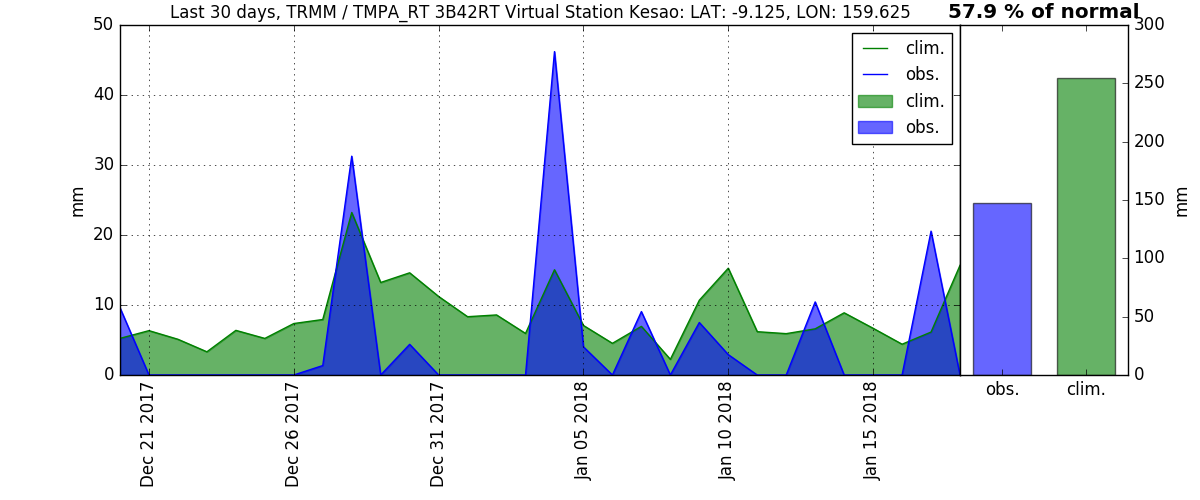 Last 30 days, TRMM / TMPA_RT 3B42RT Virtual Station Kesao: LAT: -9.125, LON: 159.625
57.9 % of normal
50
40
30
20
10
0
mm
clim.
obs.
clim.
obs.
300
250
200
150
100
50
0
mm
Dec 21 2017
Dec 26 2017
Dec 31 2017
Jan 05 2018
Jan 10 2018
Jan 15 2018
obs.
clim.